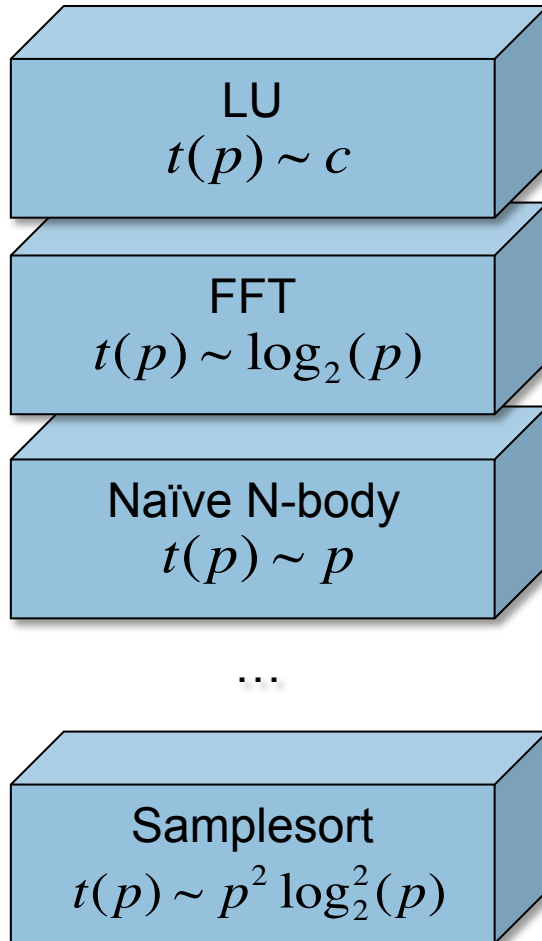 LU
t(p) ~ c
FFT
t(p) ~ log₂(p)
Naïve N-body
t(p) ~ p
...
Samplesort
t(p) ~ p² log₂²(p)